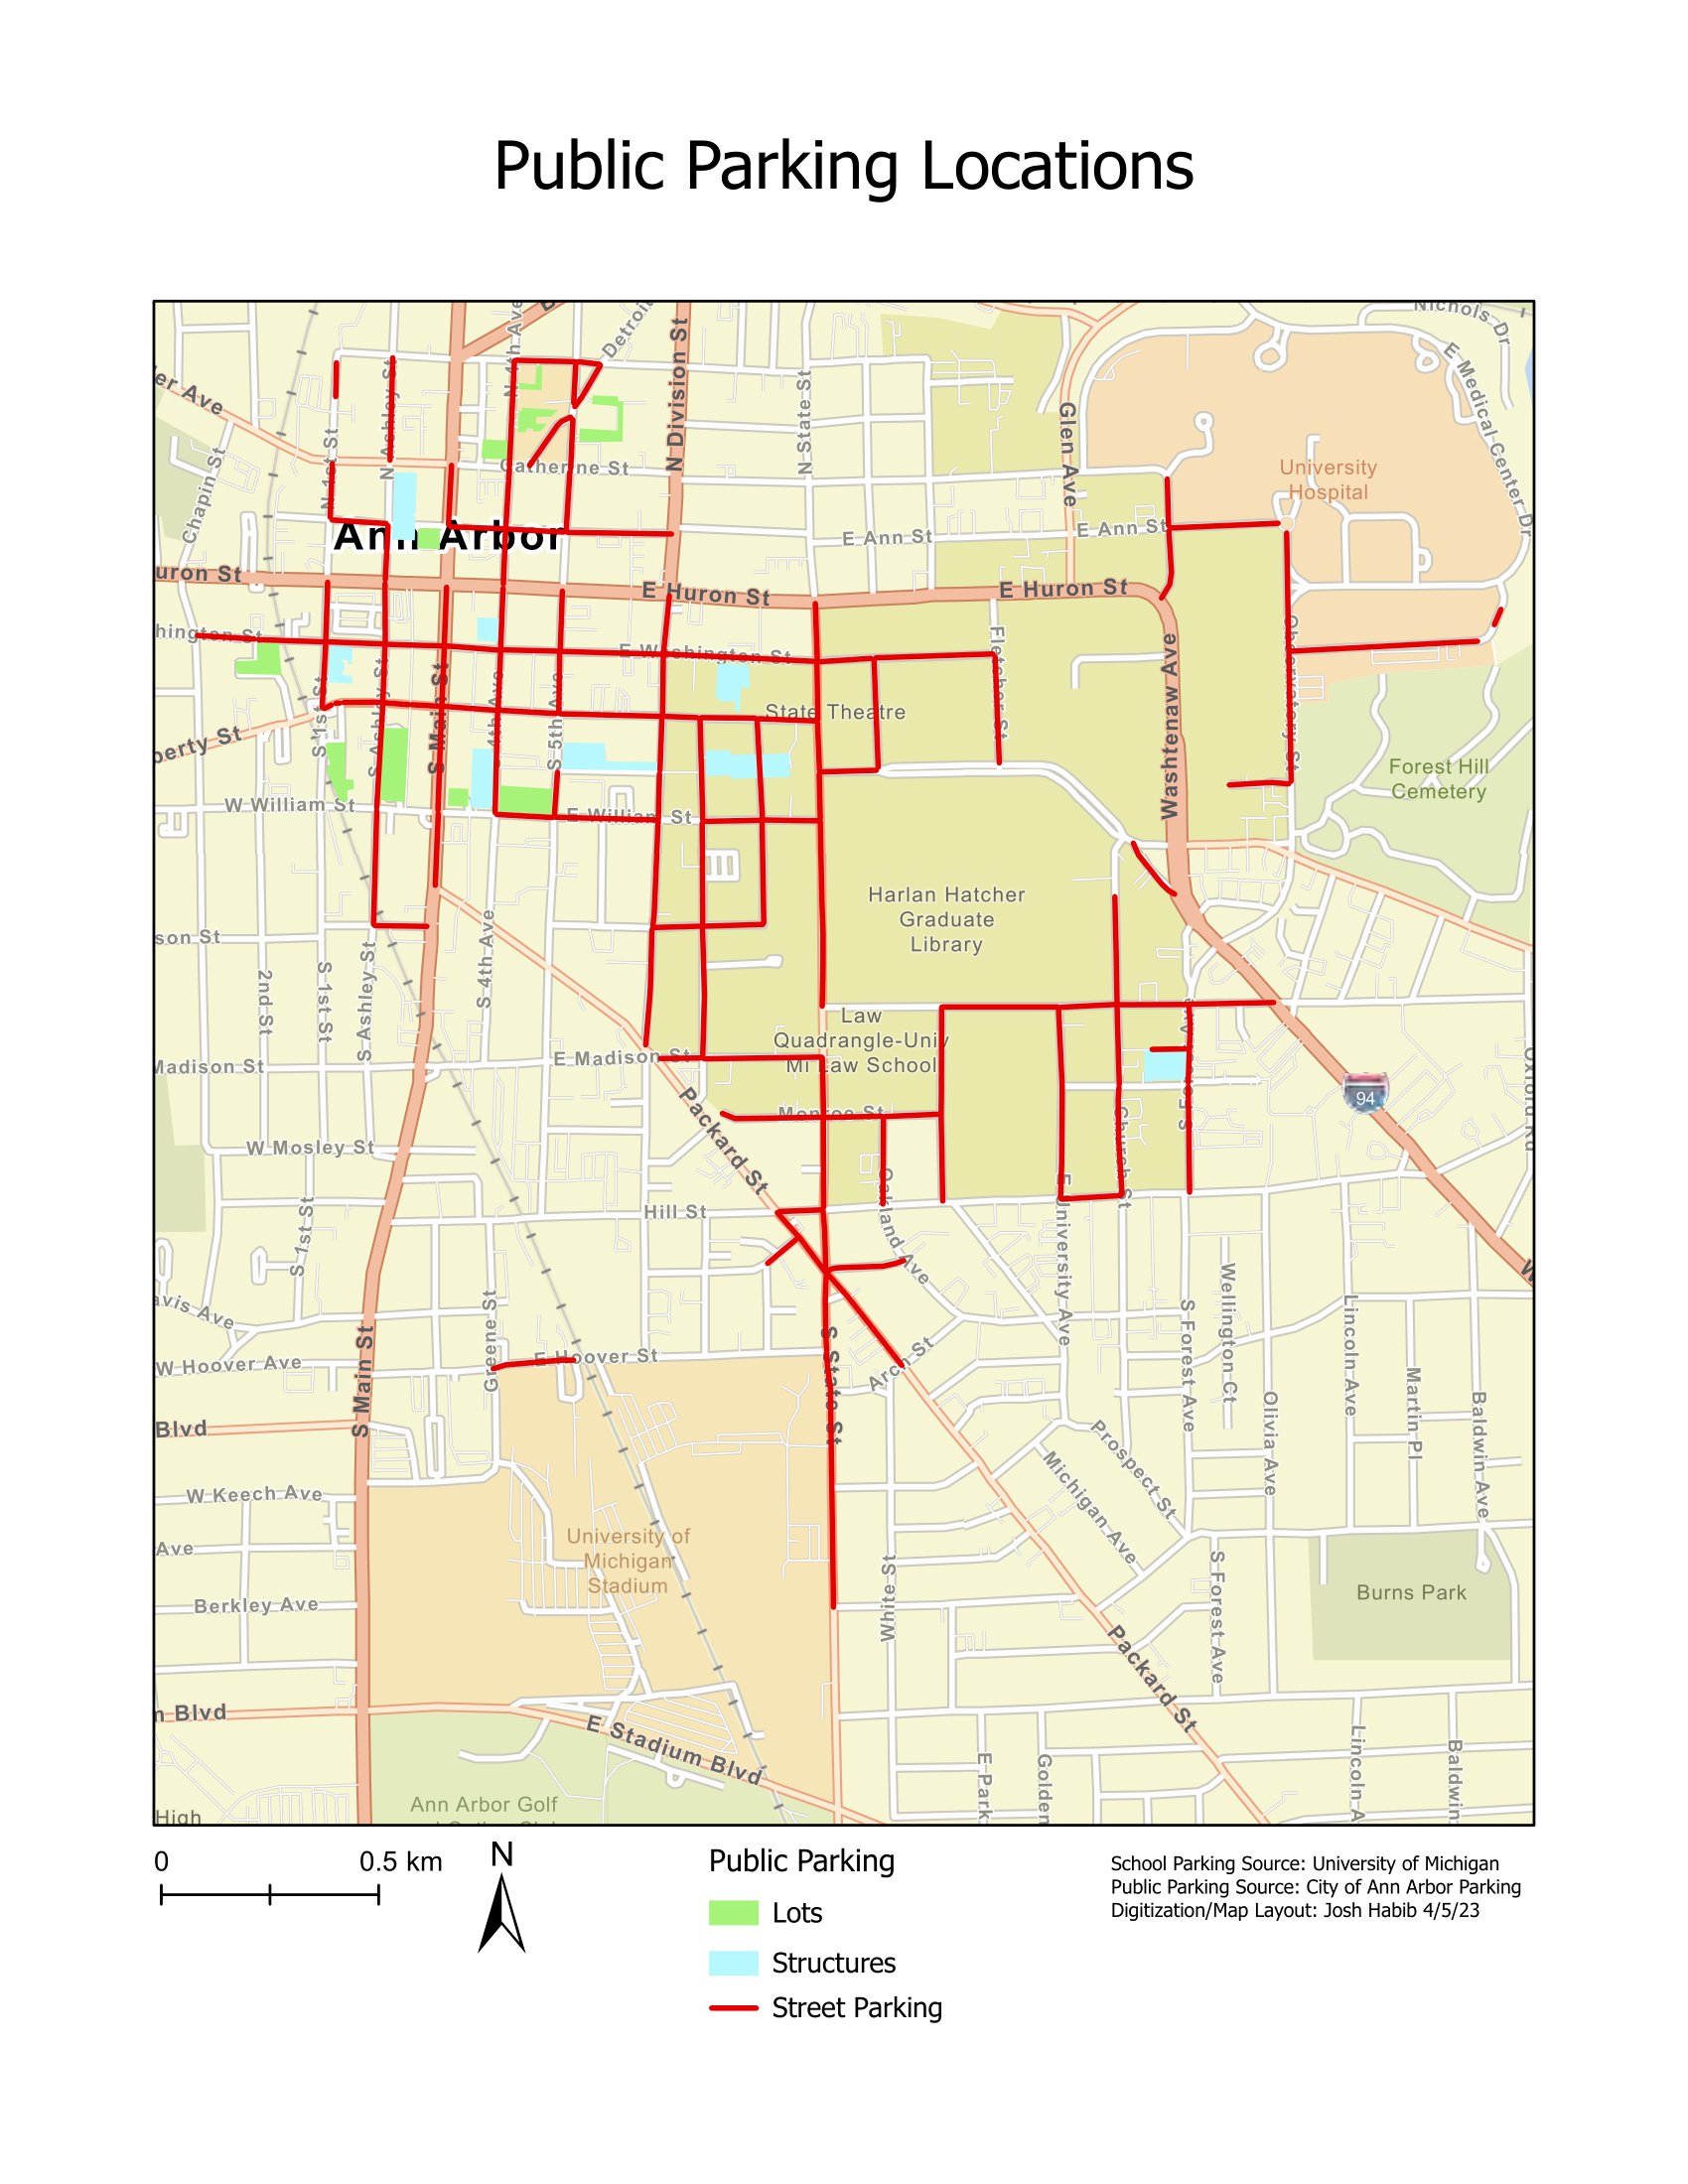 Public Parking Locations
Nichols Dr
Detroit
N 4th Ave
N Division St
E Medical Center Dr
er Ave
N Ashley St
N State St
Glen Ave
N 1st St
Chapin St
Catherine St
University
Hospital
Ann Arbor
E Ann St
E Ann St
uron St
E Huron St
E Huron St
hington St
E Washington St
Fletcher St
Washtenaw Ave
Observatory St
S 1st St
S Ashley St
S Main St
S 4th Ave
S 5th Ave
State Theatre
berty St
Forest Hill
Cemetery
W William St
E William St
Harlan Hatcher
Graduate
Library
son St
2nd St
S 1st St
S Ashley St
S 4th Ave
Law
Quadrangle-Univ
Mi Law School
Madison St
E Madison St
S Forest Ave
Oxford Rd
94
Packard St
Monroe St
Church St
W Mosley St
Hill St
Oakland Ave
E University Ave
S 1st St
avis Ave
Greene St
S Main St
W Hoover Ave
E Hoover St
S State St
Arch St
S Forest Ave
Wellington Ct
Olivia Ave
Lincoln Ave
Martin Pl
Baldwin Ave
W
Blvd
Prospect St
Michigan Ave
W Keech Ave
University of
Michigan
Stadium
Ave
Berkley Ave
White St
S Forest Ave
Burns Park
Packard St
n Blvd
E Stadium Blvd
E Park
Golden
Lincoln A
Baldwin
Ann Arbor Golf
High
0 0.5 km
N
Public Parking
Lots
Structures
Street Parking
School Parking Source: University of Michigan
Public Parking Source: City of Ann Arbor Parking
Digitization/Map Layout: Josh Habib 4/5/23